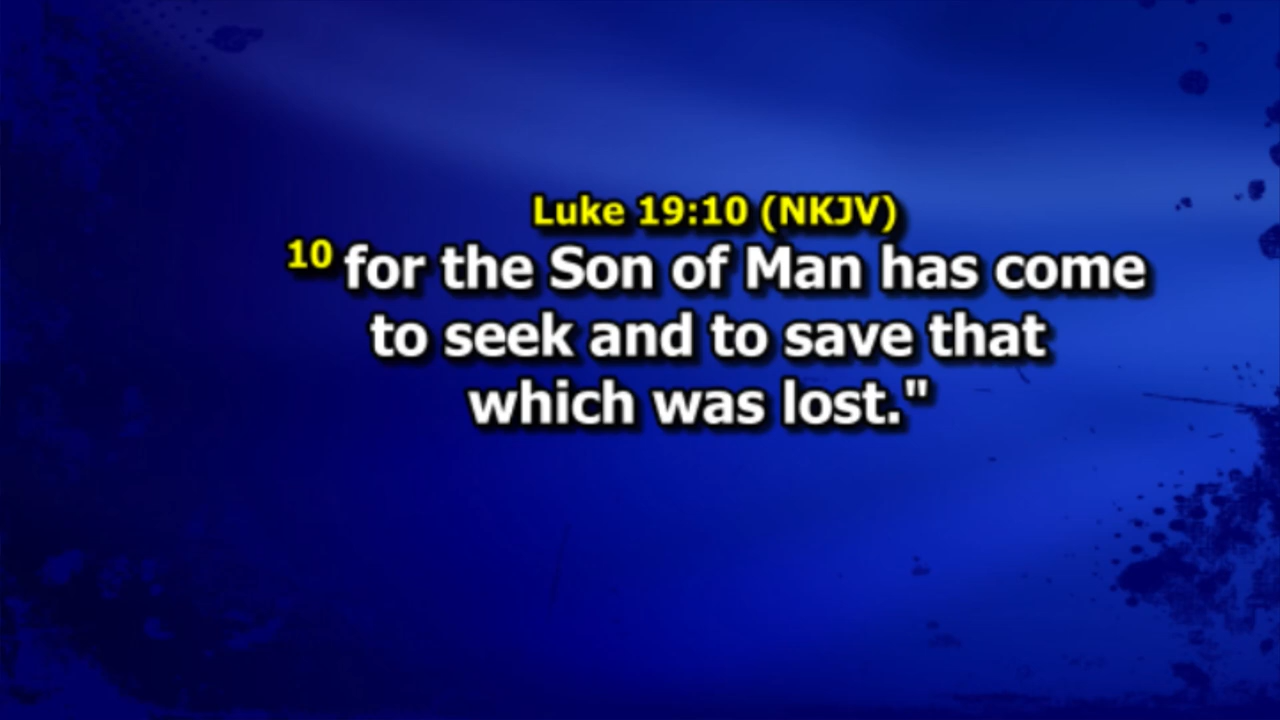 Luke 19:10 (NKJV)
10 for the Son of Man has come
to seek and to save that
which was lost."